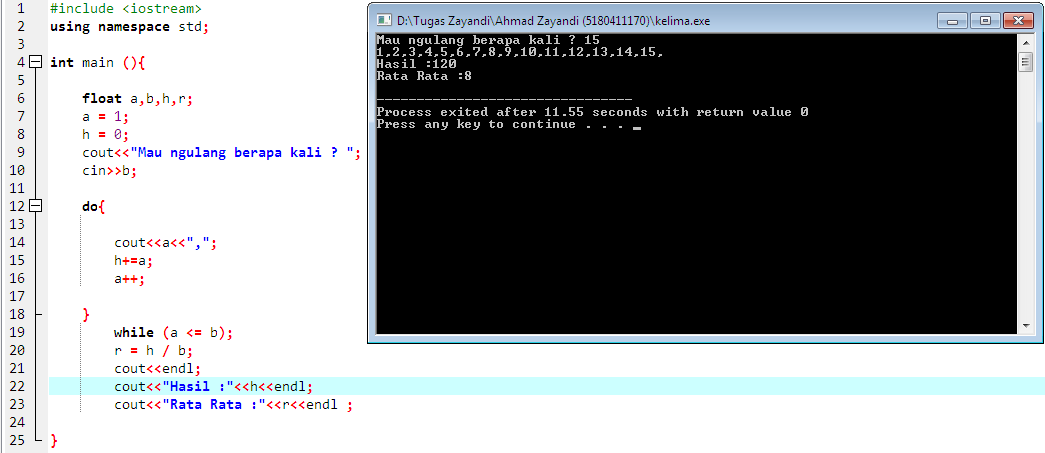 1 #include <iostream>
2 using namespace std;
3
4 int main (){
5
6 float a,b,h,r;
7 a = 1;
8 h = 0;
9 cout<<"Mau ngulang berapa kali ? ";
10 cin>>b;
11
12 do{
13
14 cout<<a<<",";
15 h+=a;
16 a++;
17
18 }
19 while (a <= b);
20 r = h / b;
21 cout<<endl;
22 cout<<"Hasil :"<<h<<endl;
23 cout<<"Rata Rata :"<<r<<endl ;
24
25 }
D:\Tugas Zayandi\Ahmad Zayandi (5180411170)\kelima.exe
Mau ngulang berapa kali ? 15
1,2,3,4,5,6,7,8,9,10,11,12,13,14,15,
Hasil :120
Rata Rata :8
--------------------------------
Process exited after 11.55 seconds with return value 0
Press any key to continue . . . _